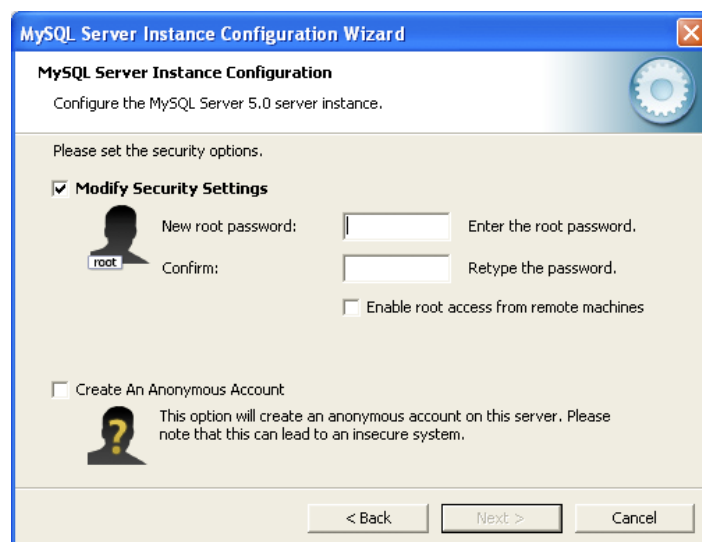 MySQL Server Instance Configuration Wizard
MySQL Server Instance Configuration
Configure the MySQL Server 5.0 server instance.
Please set the security options.
Modify Security Settings
root
New root password:
Enter the root password.
Confirm:
Retype the password.
Enable root access from remote machines
Create An Anonymous Account
This option will create an anonymous account on this server. Please
note that this can lead to an insecure system.
< Back
Next >
Cancel